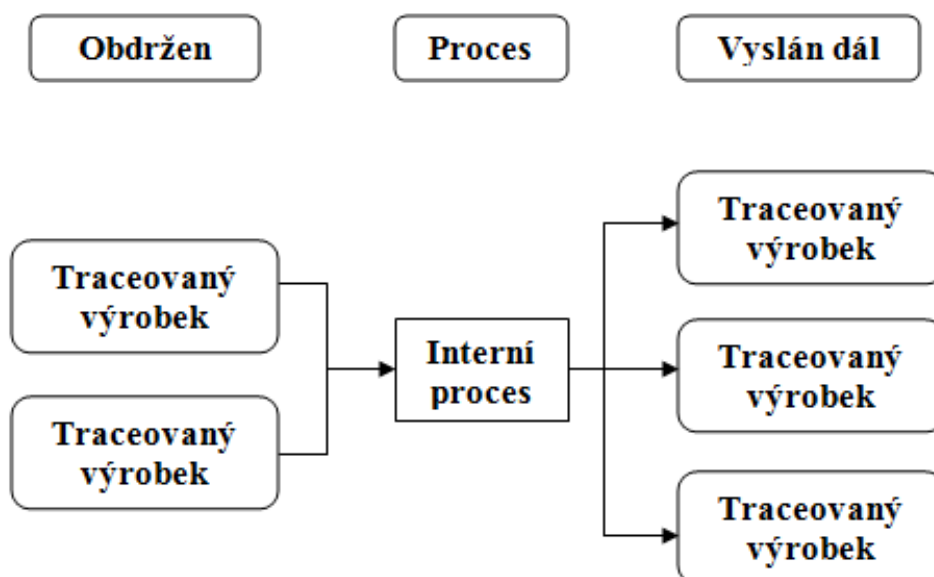 Obdržen
Proces
Vyslán dál
Traceovaný
výrobek
Traceovaný
výrobek
Interní
proces
Traceovaný
výrobek
Traceovaný
výrobek
Traceovaný
výrobek